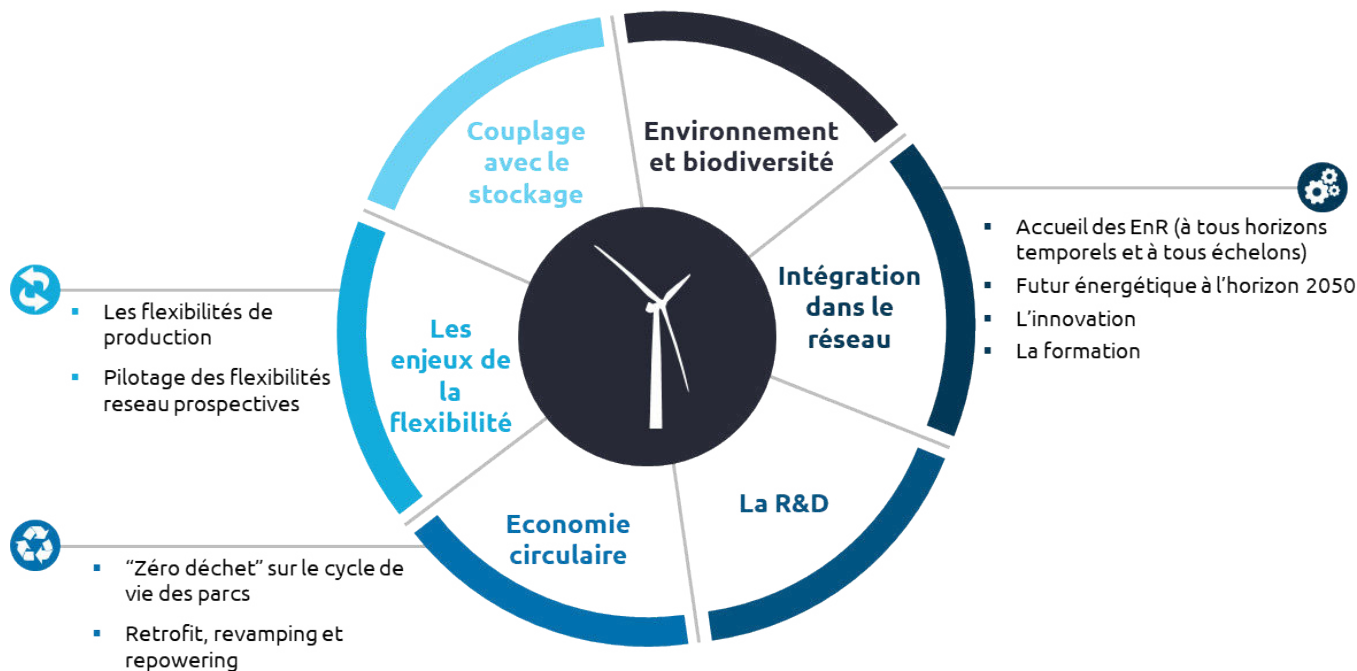 Couplage
avec le
stockage
Environnement
et biodiversité
Intégration
dans le
réseau
▪ Accueil des EnR (à tous horizons
temporels et à tous échelons)
▪ Futur énergétique à l'horizon 2050
▪ L'innovation
▪ La formation
La R&D
Economie
circulaire
▪ "Zéro déchet" sur le cycle de
vie des parcs
▪ Retrofit, revamping et
repowering
Les
enjeux de
la
flexibilité
▪ Les flexibilités de
production
▪ Pilotage des flexibilités
reseau prospectives